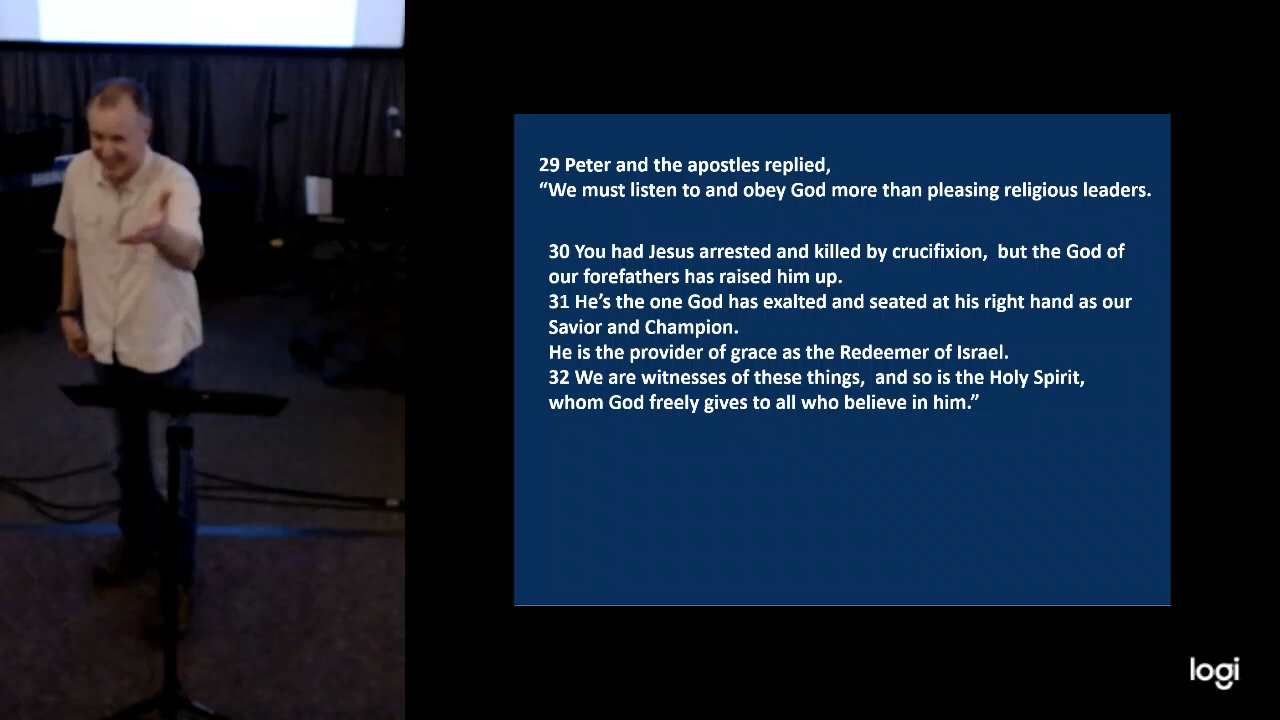 29 Peter and the apostles replied,
“We must listen to and obey God more than pleasing religious leaders.
30 You had Jesus arrested and killed by crucifixion,  but the God of
our forefathers has raised him up.
31 He’s the one God has exalted and seated at his right hand as our
Savior and Champion.
He is the provider of grace as the Redeemer of Israel.
32 We are witnesses of these things,  and so is the Holy Spirit,
whom God freely gives to all who believe in him.”
logi